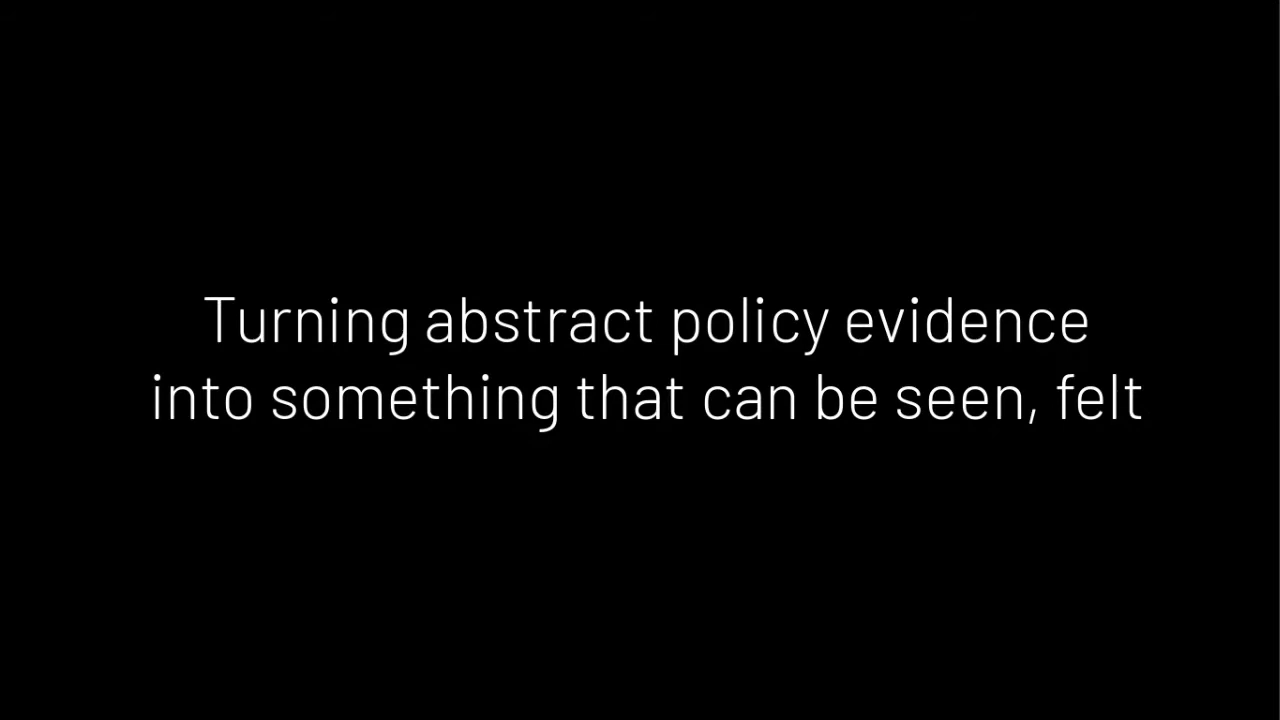 Turning abstract policy evidence
into something that can be seen, felt